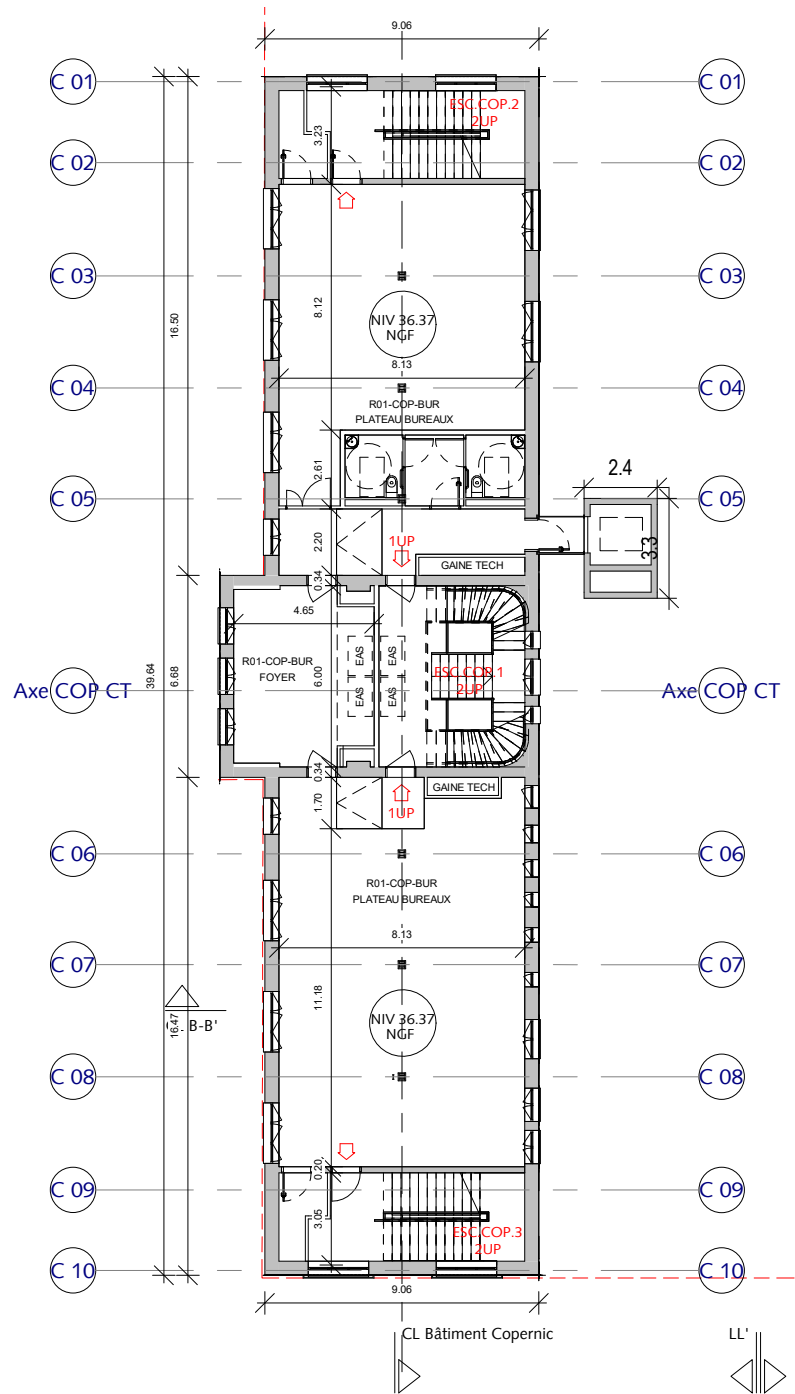 9.06
C 01
C 01
ESC.COP.2
2UP
3.23
C 02
C 02
C 03
C 03
16.50
8.12
NIV 36.37
NGF
8.13
C 04
C 04
R01-COP-BUR
PLATEAU BUREAUX
2.61
2.4
C 05
C 05
3.3
2.20
1UP
GAINE TECH
0.34
4.65
39.64
6.68
R01-COP-BUR
FOYER
6.00
EAS
EAS
EAS
EAS
ESC.COP.1
2UP
Axe COP CT
Axe COP CT
0.34
1.70
1UP
GAINE TECH
C 06
C 06
R01-COP-BUR
PLATEAU BUREAUX
8.13
C 07
C 07
11.18
16.47
B-B'
NIV 36.37
NGF
C 08
C 08
0.20
C 09
C 09
3.05
ESC.COP.3
2UP
C 10
C 10
9.06
CL Bâtiment Copernic
LL'